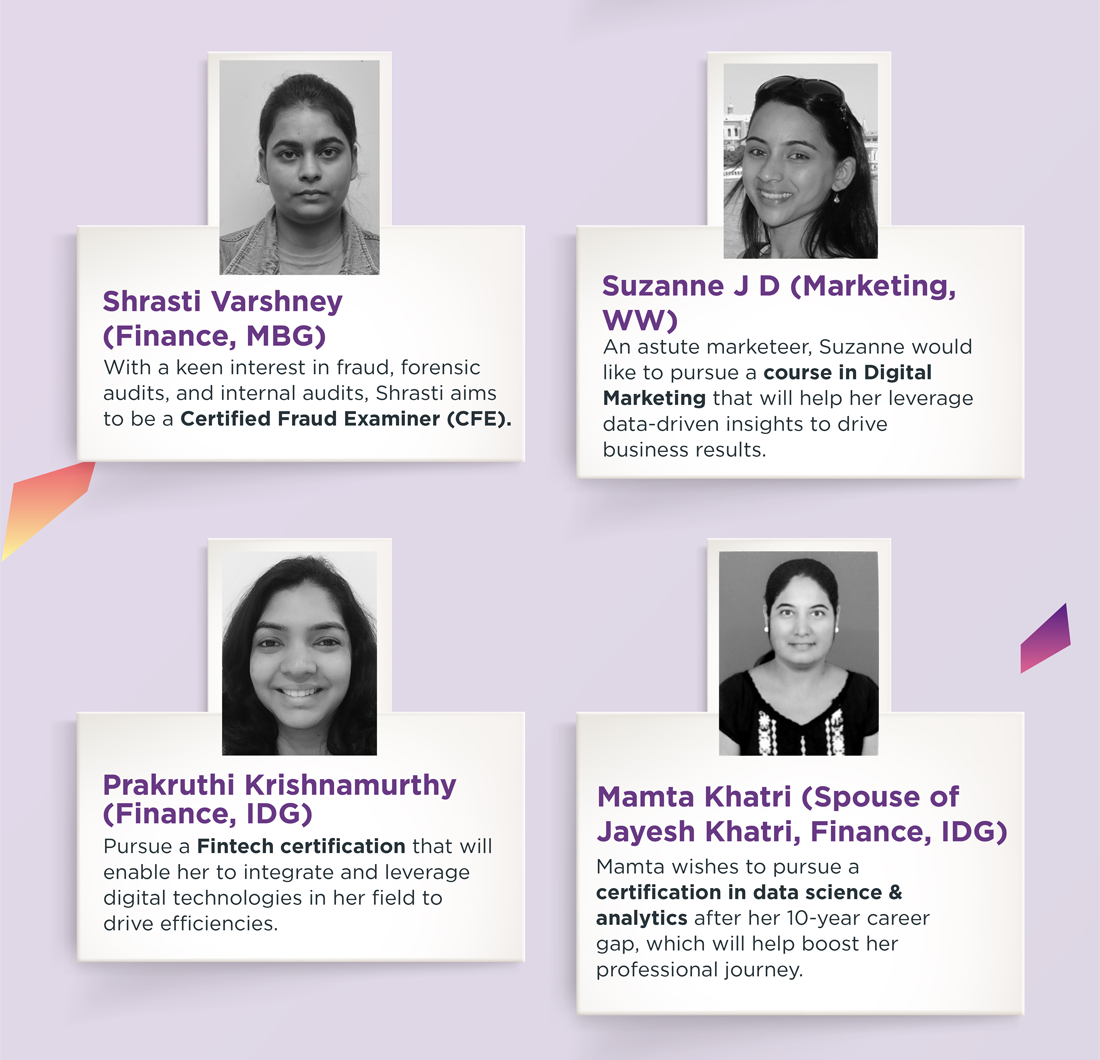 Shrasti Varshney
(Finance, MBG)
With a keen interest in fraud, forensic
audits, and internal audits, Shrasti aims
to be a Certified Fraud Examiner (CFE).
Suzanne J D (Marketing,
WW)
An astute marketeer, Suzanne would
like to pursue a course in Digital
Marketing that will help her leverage
data-driven insights to drive
business results.
Prakruthi Krishnamurthy
(Finance, IDG)
Pursue a Fintech certification that will
enable her to integrate and leverage
digital technologies in her field to
drive efficiencies.
Mamta Khatri (Spouse of
Jayesh Khatri, Finance, IDG)
Mamta wishes to pursue a
certification in data science &
analytics after her 10-year career
gap, which will help boost her
professional journey.